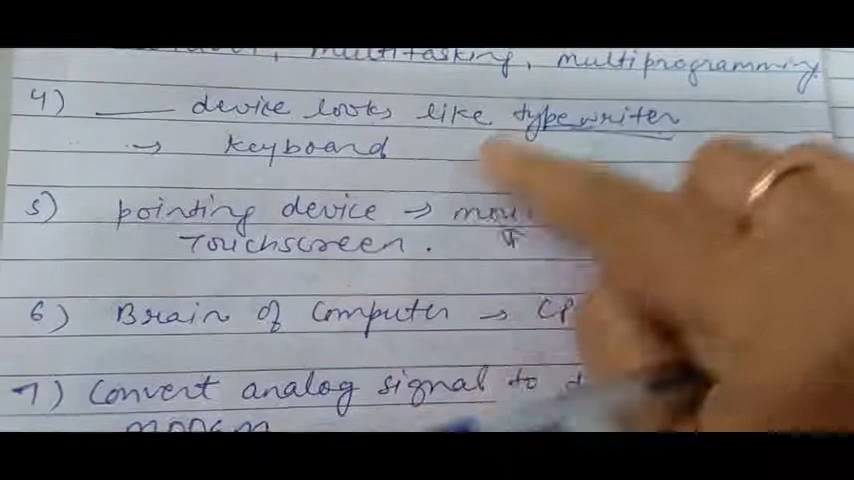 multitasking, multiprogramming
4) ____ device looks like typewriter
→ keyboard
5) pointing device →
Touchscreen.
6) Brain of Computer → CP
7) Convert analog signal to